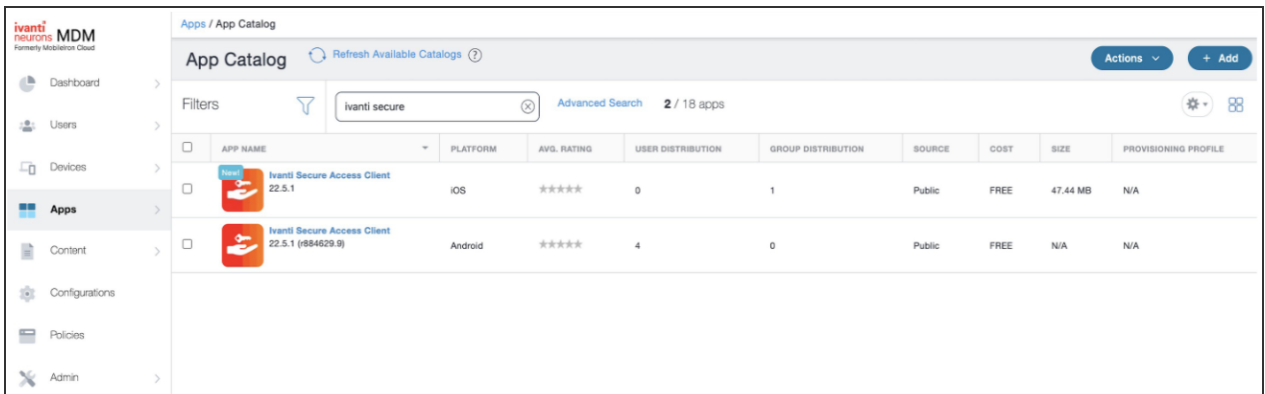 ivanti
neurons MDM
Formerly MobileIron Cloud
Dashboard
Users
Devices
Apps
Content
Configurations
Policies
Admin
Apps / App Catalog
App Catalog Refresh Available Catalogs ? Actions + Add
Filters ivanti secure Advanced Search 2 / 18 apps
APP NAME PLATFORM AVG. RATING USER DISTRIBUTION GROUP DISTRIBUTION SOURCE COST SIZE PROVISIONING PROFILE
New! Ivanti Secure Access Client
22.5.1 iOS 0 1 Public FREE 47.44 MB N/A
Ivanti Secure Access Client
22.5.1 (r884629.9) Android 4 0 Public FREE N/A N/A